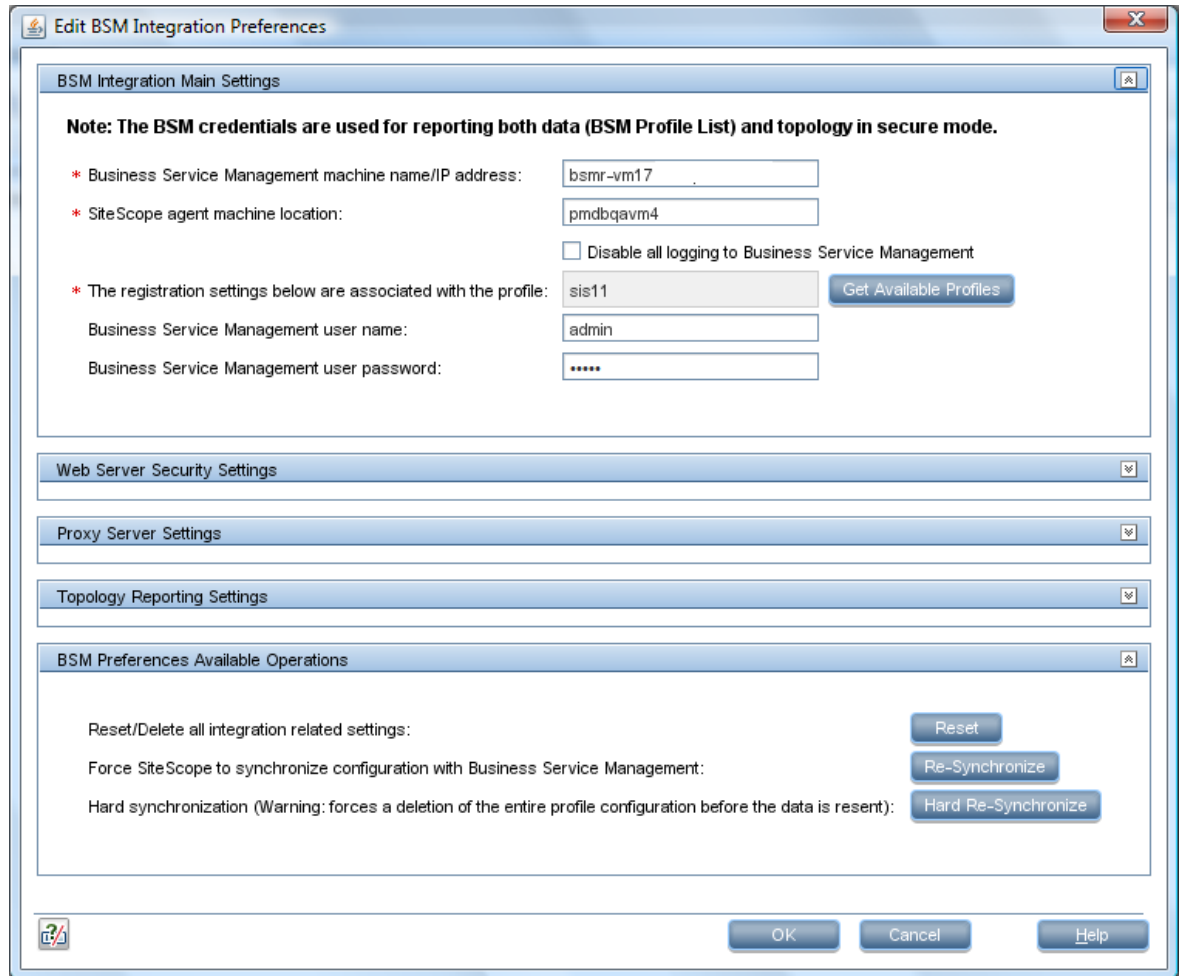 Edit BSM Integration Preferences
BSM Integration Main Settings
Note: The BSM credentials are used for reporting both data (BSM Profile List) and topology in secure mode.
* Business Service Management machine name/IP address: bsmr-vm17 .
* SiteScope agent machine location: pmdbqavm4
Disable all logging to Business Service Management
* The registration settings below are associated with the profile: sis11 Get Available Profiles
Business Service Management user name: admin
Business Service Management user password: •••••
Web Server Security Settings
Proxy Server Settings
Topology Reporting Settings
BSM Preferences Available Operations
Reset/Delete all integration related settings: Reset
Force SiteScope to synchronize configuration with Business Service Management: Re-Synchronize
Hard synchronization (Warning: forces a deletion of the entire profile configuration before the data is resent): Hard Re-Synchronize
OK Cancel Help